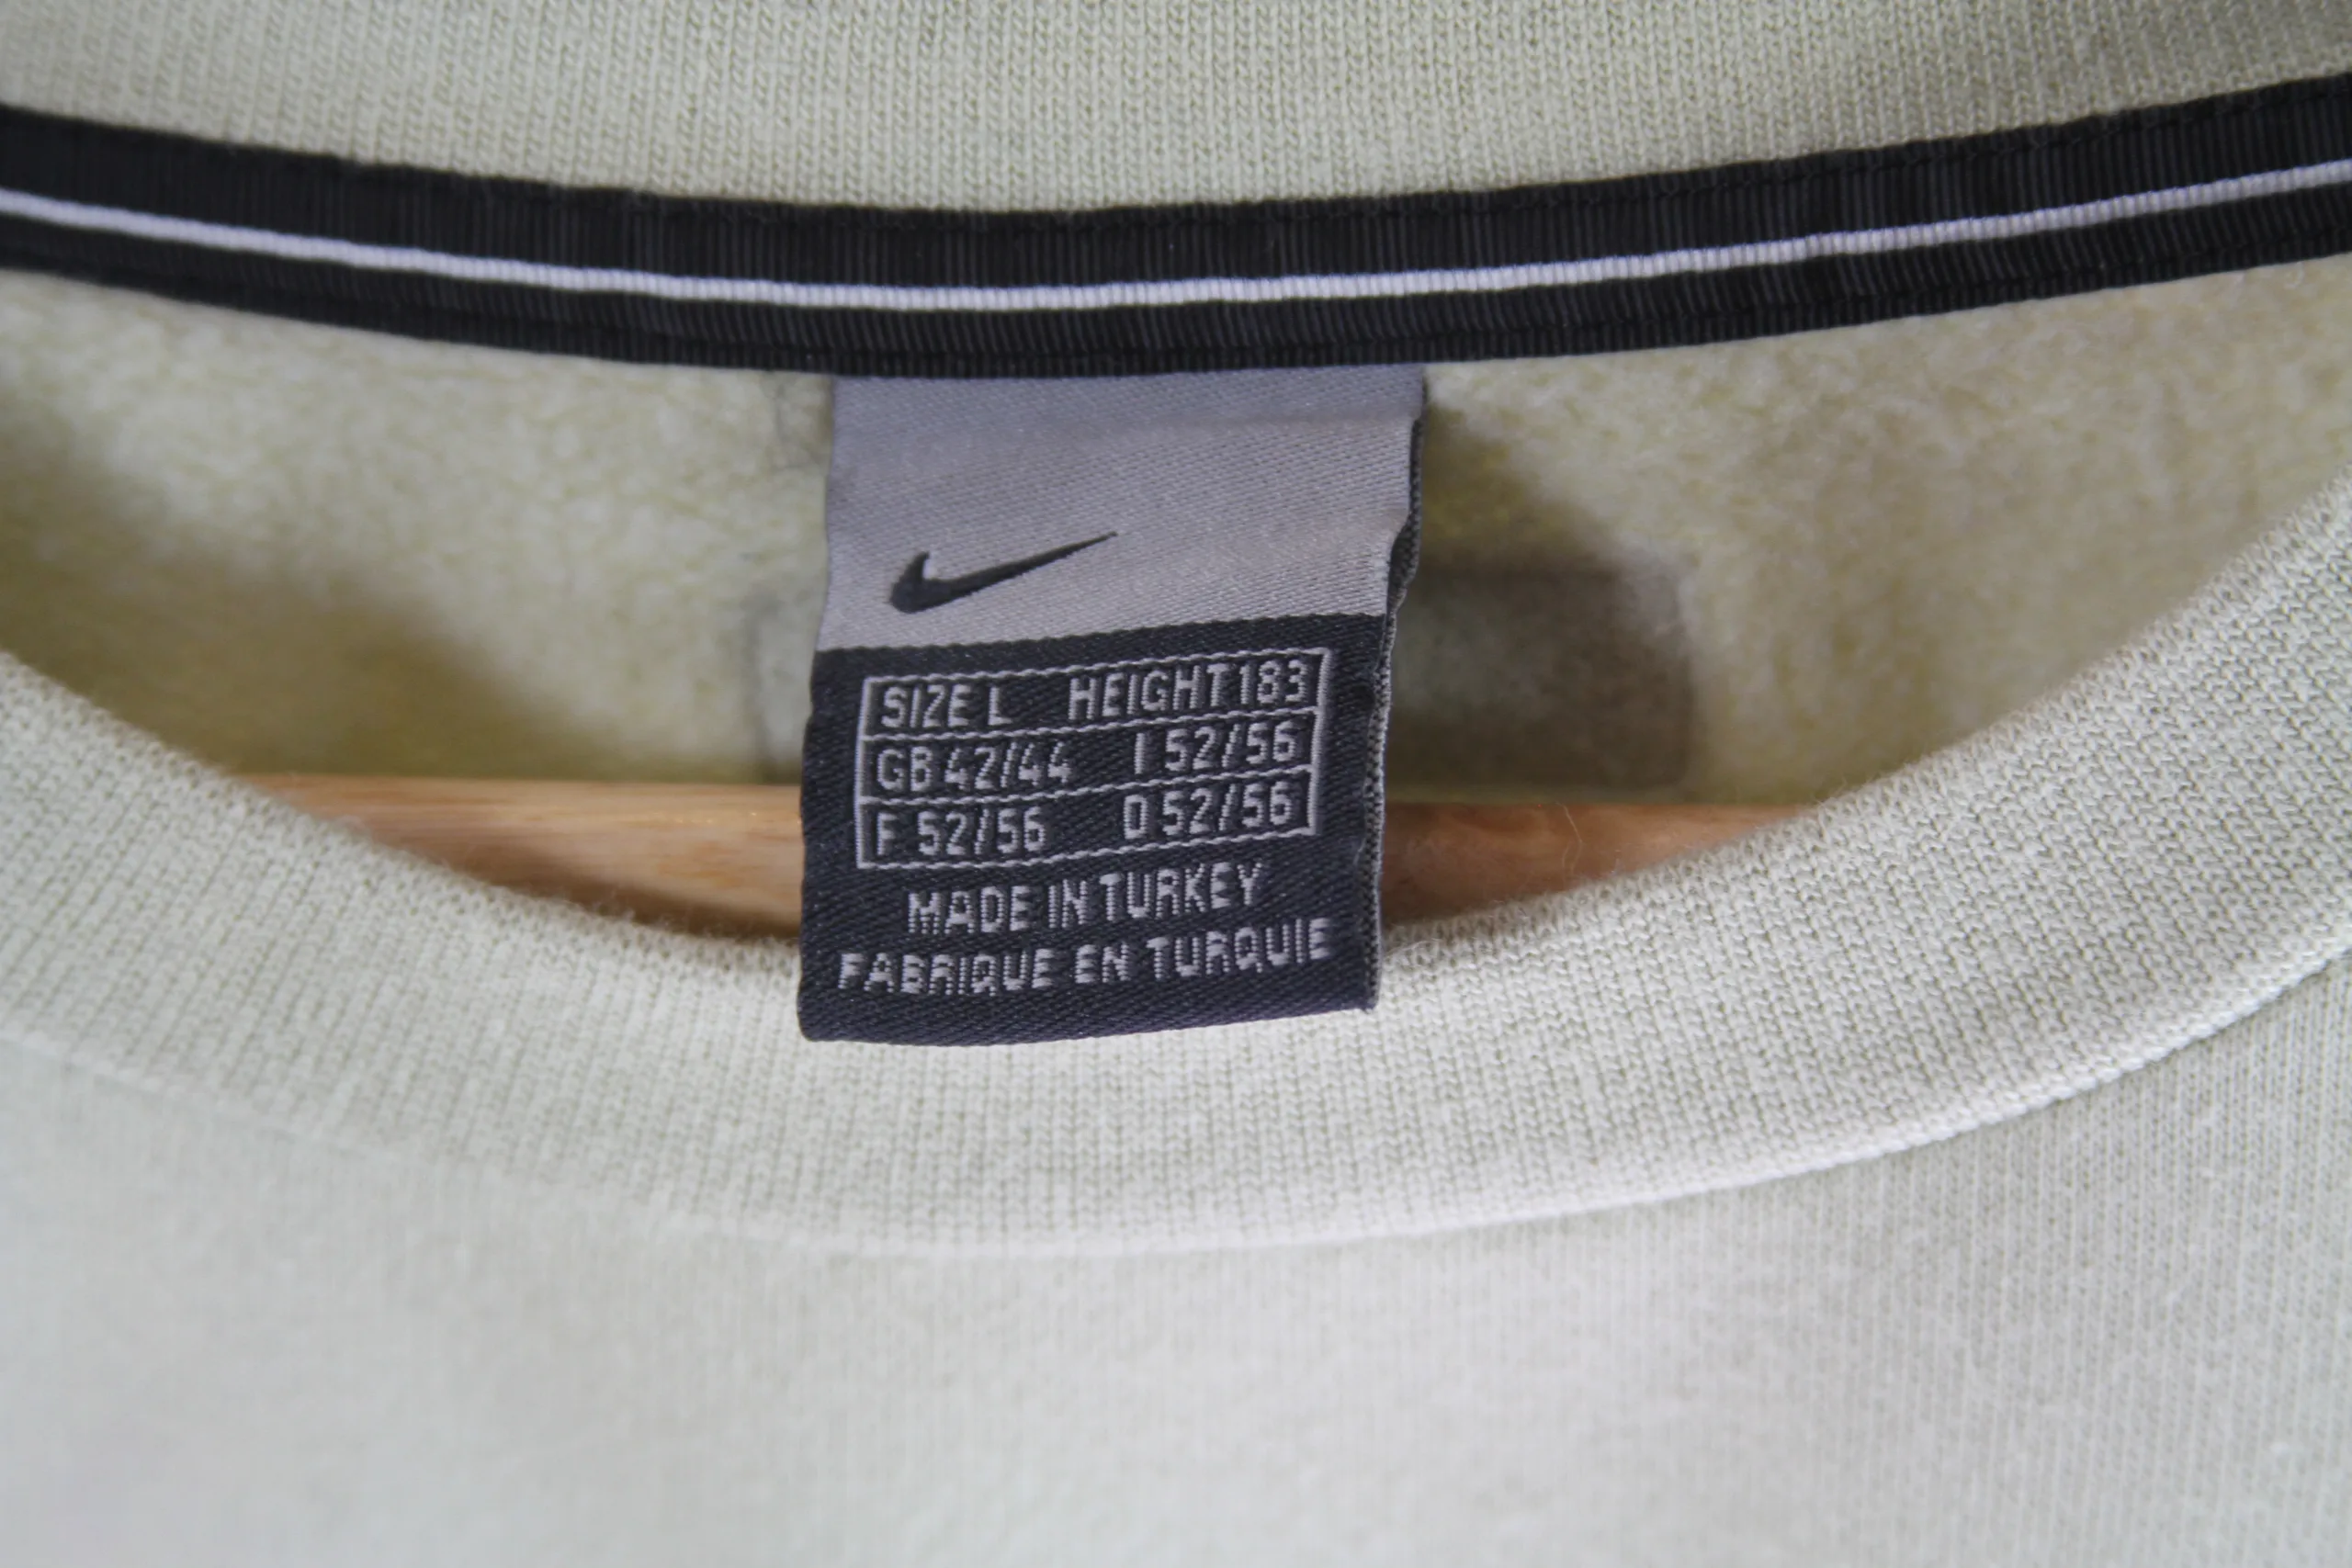 SIZE L HEIGHT 183
GB 42/44 I 52/56
F 52/56 D 52/56
MADE IN TURKEY
FABRIQUE EN TURQUIE